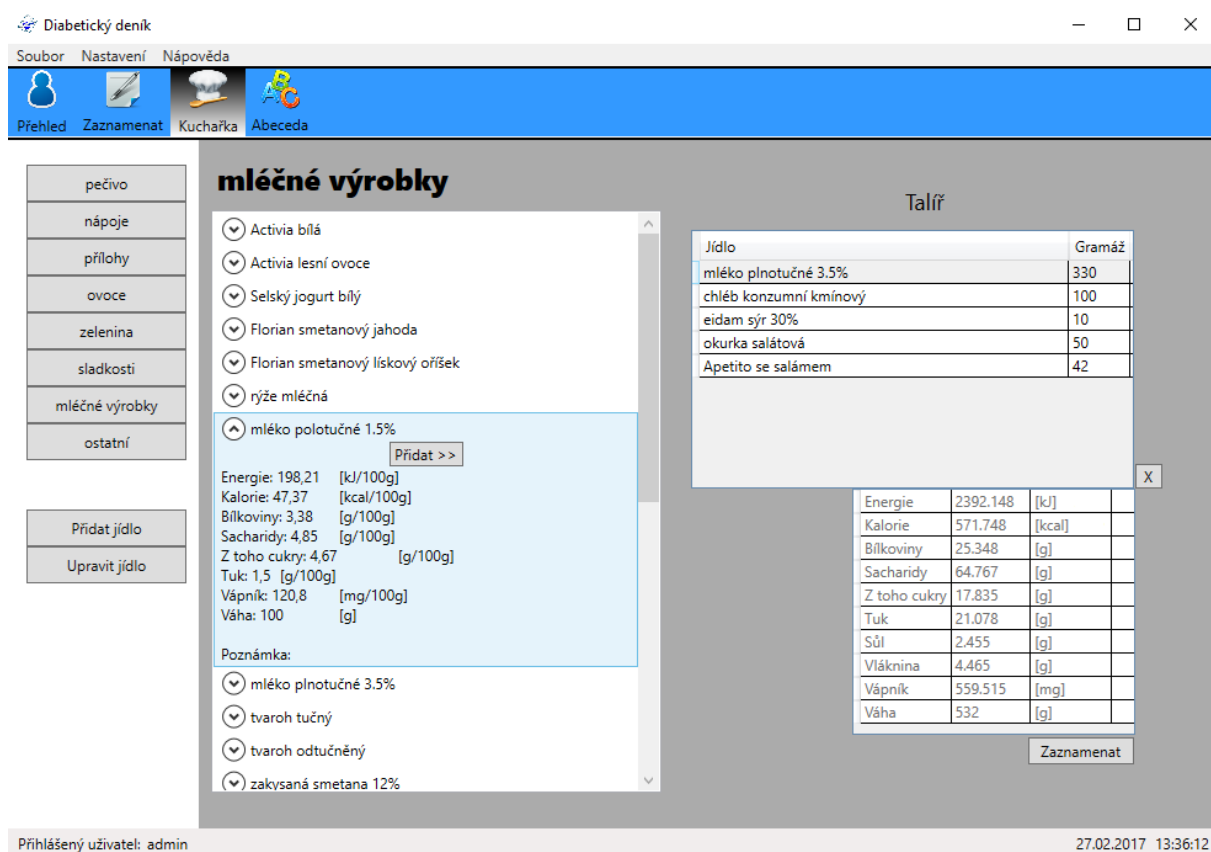 Diabetický deník
Soubor Nastavení Nápověda
Přehled Zaznamenat Kuchařka Abeceda
pečivo
nápoje
přílohy
ovoce
zelenina
sladkosti
mléčné výrobky
ostatní
Přidat jídlo
Upravit jídlo
mléčné výrobky
Activia bílá
Activia lesní ovoce
Selský jogurt bílý
Florian smetanový jahoda
Florian smetanový lískový oříšek
rýže mléčná
mléko polotučné 1.5%
Přidat >>
Energie: 198,21 [kJ/100g]
Kalorie: 47,37 [kcal/100g]
Bílkoviny: 3,38 [g/100g]
Sacharidy: 4,85 [g/100g]
Z toho cukry: 4,67 [g/100g]
Tuk: 1,5 [g/100g]
Vápník: 120,8 [mg/100g]
Váha: 100 [g]
Poznámka:
mléko plnotučné 3.5%
tvaroh tučný
tvaroh odtučněný
zakysaná smetana 12%
Talíř
Jídlo Gramáž
mléko plnotučné 3.5% 330
chléb konzumní kmínový 100
eidam sýr 30% 10
okurka salátová 50
Apetito se salámem 42
X
Energie 2392.148 [kJ]
Kalorie 571.748 [kcal]
Bílkoviny 25.348 [g]
Sacharidy 64.767 [g]
Z toho cukry 17.835 [g]
Tuk 21.078 [g]
Sůl 2.455 [g]
Vláknina 4.465 [g]
Vápník 559.515 [mg]
Váha 532 [g]
Zaznamenat
Přihlášený uživatel: admin 27.02.2017 13:36:12